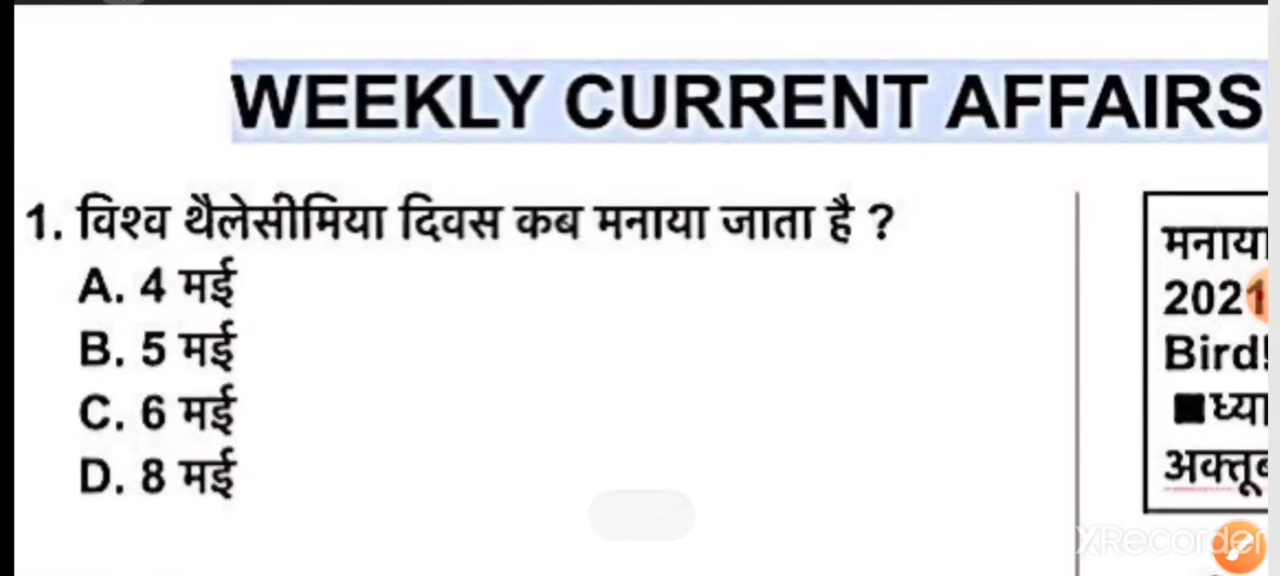 WEEKLY CURRENT AFFAIRS
1. विश्व थैलेसीमिया दिवस कब मनाया जाता है ?
A. 4 मई
B. 5 मई
C. 6 मई
D. 8 मई
मनाया
2021
Bird!
■ध्या
XRecorder